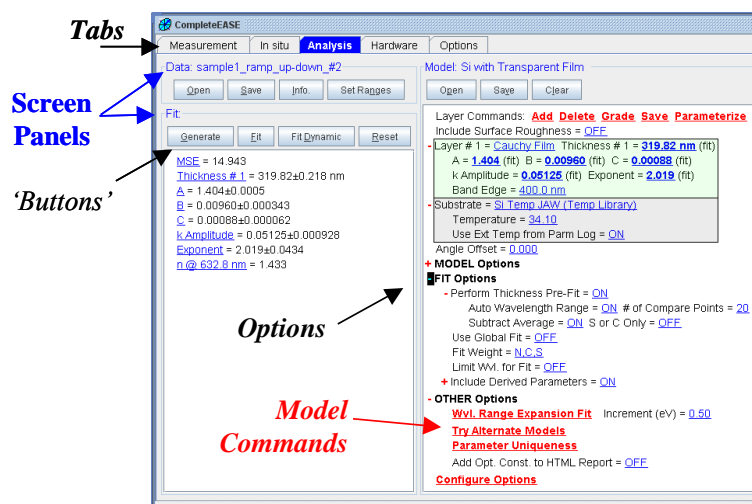 CompleteEASE
Tabs
Measurement In situ Analysis Hardware Options
Data: sample1_ramp_up-down_#2
Open Save Info. Set Ranges
Screen
Panels
Fit:
Generate Fit Fit Dynamic Reset
‘Buttons’
MSE = 14.943
Thickness # 1 = 319.82±0.218 nm
A = 1.404±0.0005
B = 0.00960±0.000343
C = 0.00088±0.000062
k Amplitude = 0.05125±0.000928
Exponent = 2.019±0.0434
n @ 632.8 nm = 1.433
Options
Model
Commands
Model: Si with Transparent Film
Open Save Clear
Layer Commands: Add Delete Grade Save Parameterize
Include Surface Roughness = OFF
- Layer # 1 = Cauchy Film Thickness # 1 = 319.82 nm (fit)
A = 1.404 (fit) B = 0.00960 (fit) C = 0.00088 (fit)
k Amplitude = 0.05125 (fit) Exponent = 2.019 (fit)
Band Edge = 400.0 nm
- Substrate = Si Temp JAW (Temp Library)
Temperature = 34.10
Use Ext Temp from Parm Log = ON
Angle Offset = 0.000
+ MODEL Options
- FIT Options
- Perform Thickness Pre-Fit = ON
Auto Wavelength Range = ON # of Compare Points = 20
Subtract Average = ON S or C Only = OFF
Use Global Fit = OFF
Fit Weight = N,C,S
Limit Wvl. for Fit = OFF
+ Include Derived Parameters = ON
- OTHER Options
Wvl. Range Expansion Fit Increment (eV) = 0.50
Try Alternate Models
Parameter Uniqueness
Add Opt. Const. to HTML Report = OFF
Configure Options